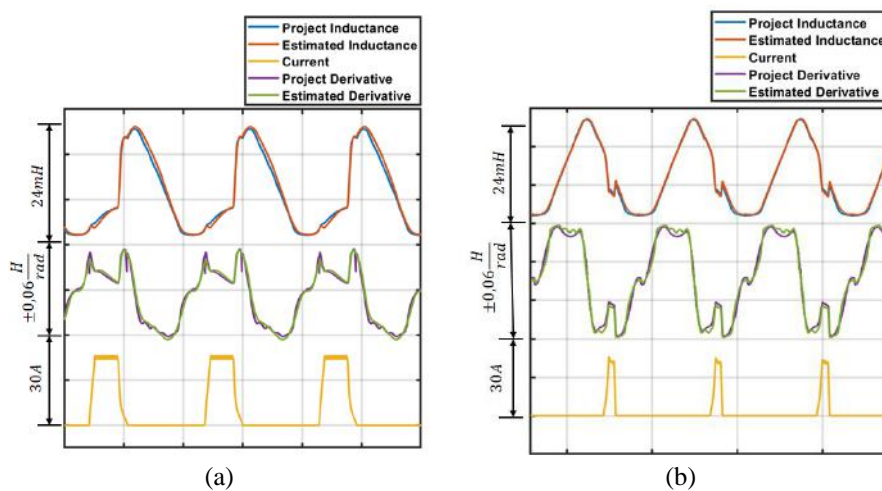 Project Inductance
Estimated Inductance
Current
Project Derivative
Estimated Derivative
24mH
±0,06 H/rad
30A
(a)
Project Inductance
Estimated Inductance
Current
Project Derivative
Estimated Derivative
24mH
±0,06 H/rad
30A
(b)